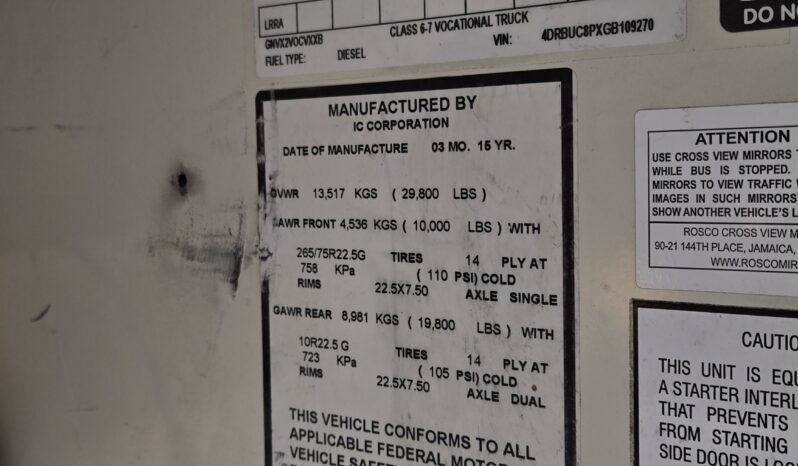 LRRA
GNVX2VOCVXXB
CLASS 6-7 VOCATIONAL TRUCK
FUEL TYPE: DIESEL
VIN: 4DRBUC8PXGB109270
DO NO
MANUFACTURED BY
IC CORPORATION
DATE OF MANUFACTURE 03 MO. 15 YR.
GVWR 13,517 KGS ( 29,800 LBS )
GAWR FRONT 4,536 KGS ( 10,000 LBS ) WITH
265/75R22.5G TIRES 14 PLY AT
758 KPa ( 110 PSI) COLD
RIMS 22.5X7.50 AXLE SINGLE
GAWR REAR 8,981 KGS ( 19,800 LBS ) WITH
10R22.5 G TIRES 14 PLY AT
723 KPa ( 105 PSI) COLD
RIMS 22.5X7.50 AXLE DUAL
THIS VEHICLE CONFORMS TO ALL
APPLICABLE FEDERAL MOTO
VEHICLE SAFE
ATTENTION
USE CROSS VIEW MIRRORS T
WHILE BUS IS STOPPED.
MIRRORS TO VIEW TRAFFIC
IMAGES IN SUCH MIRRORS
SHOW ANOTHER VEHICLE'S L
ROSCO CROSS VIEW M
90-21 144TH PLACE, JAMAICA,
WWW.ROSCOMIR
CAUTIO
THIS UNIT IS EQU
A STARTER INTERL
THAT PREVENTS
FROM STARTING
SIDE DOOR IS LOC